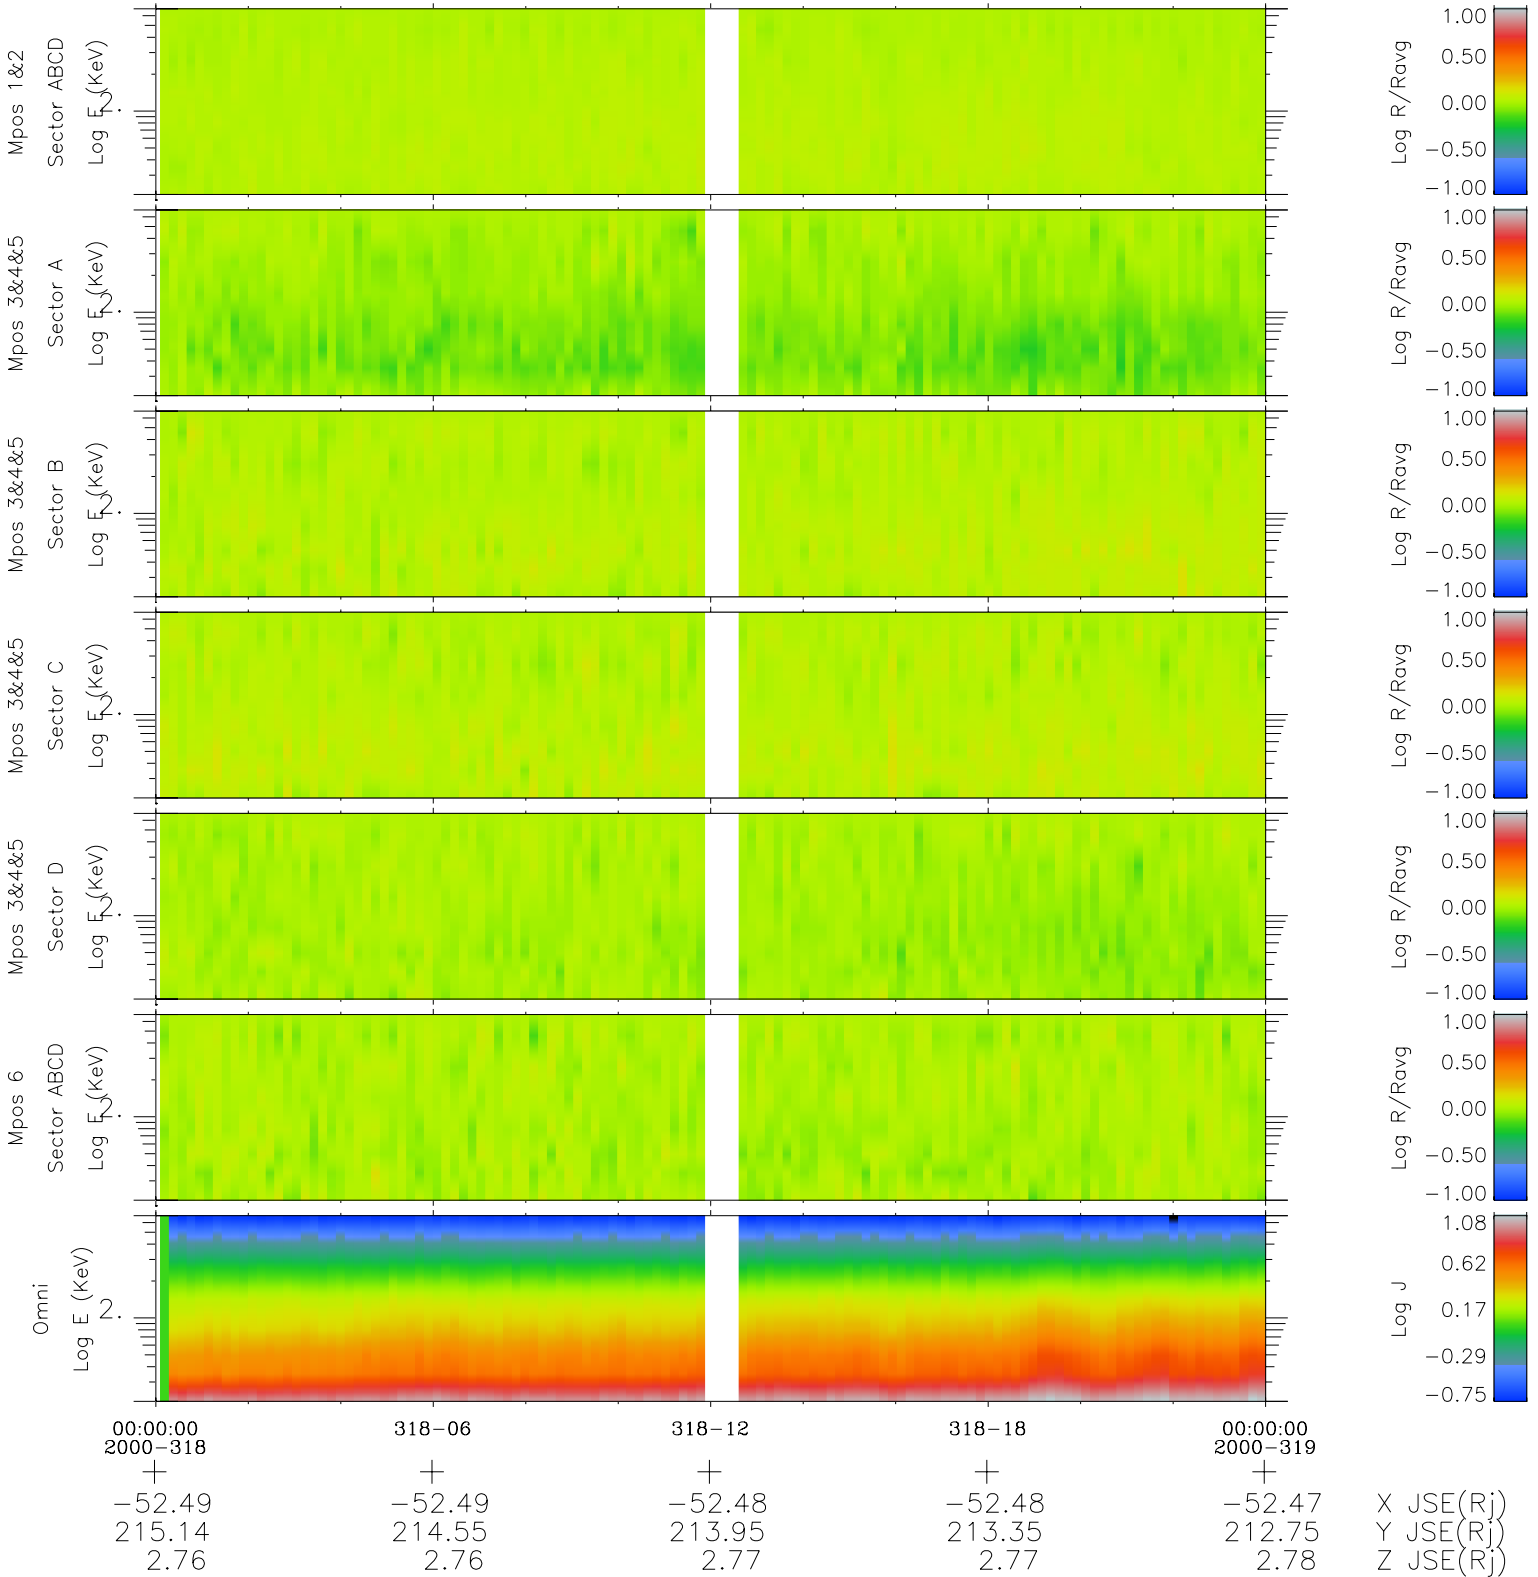 Mpos 1&2
Sector ABCD
Log E (KeV)
2.
1.00
0.50
0.00
−0.50
−1.00
Log R/Ravg
Mpos 3&4&5
Sector A
Log E (KeV)
2.
1.00
0.50
0.00
−0.50
−1.00
Log R/Ravg
Mpos 3&4&5
Sector B
Log E (KeV)
2.
1.00
0.50
0.00
−0.50
−1.00
Log R/Ravg
Mpos 3&4&5
Sector C
Log E (KeV)
2.
1.00
0.50
0.00
−0.50
−1.00
Log R/Ravg
Mpos 3&4&5
Sector D
Log E (KeV)
2.
1.00
0.50
0.00
−0.50
−1.00
Log R/Ravg
Mpos 6
Sector ABCD
Log E (KeV)
2.
1.00
0.50
0.00
−0.50
−1.00
Log R/Ravg
Omni
Log E (KeV)
2.
1.08
0.62
0.17
−0.29
−0.75
Log J
00:00:00 318−06 318−12 318−18 00:00:00
2000−318 2000−319
−52.49 −52.49 −52.48 −52.48 −52.47 X JSE(Rj)
215.14 214.55 213.95 213.35 212.75 Y JSE(Rj)
2.76 2.76 2.77 2.77 2.78 Z JSE(Rj)